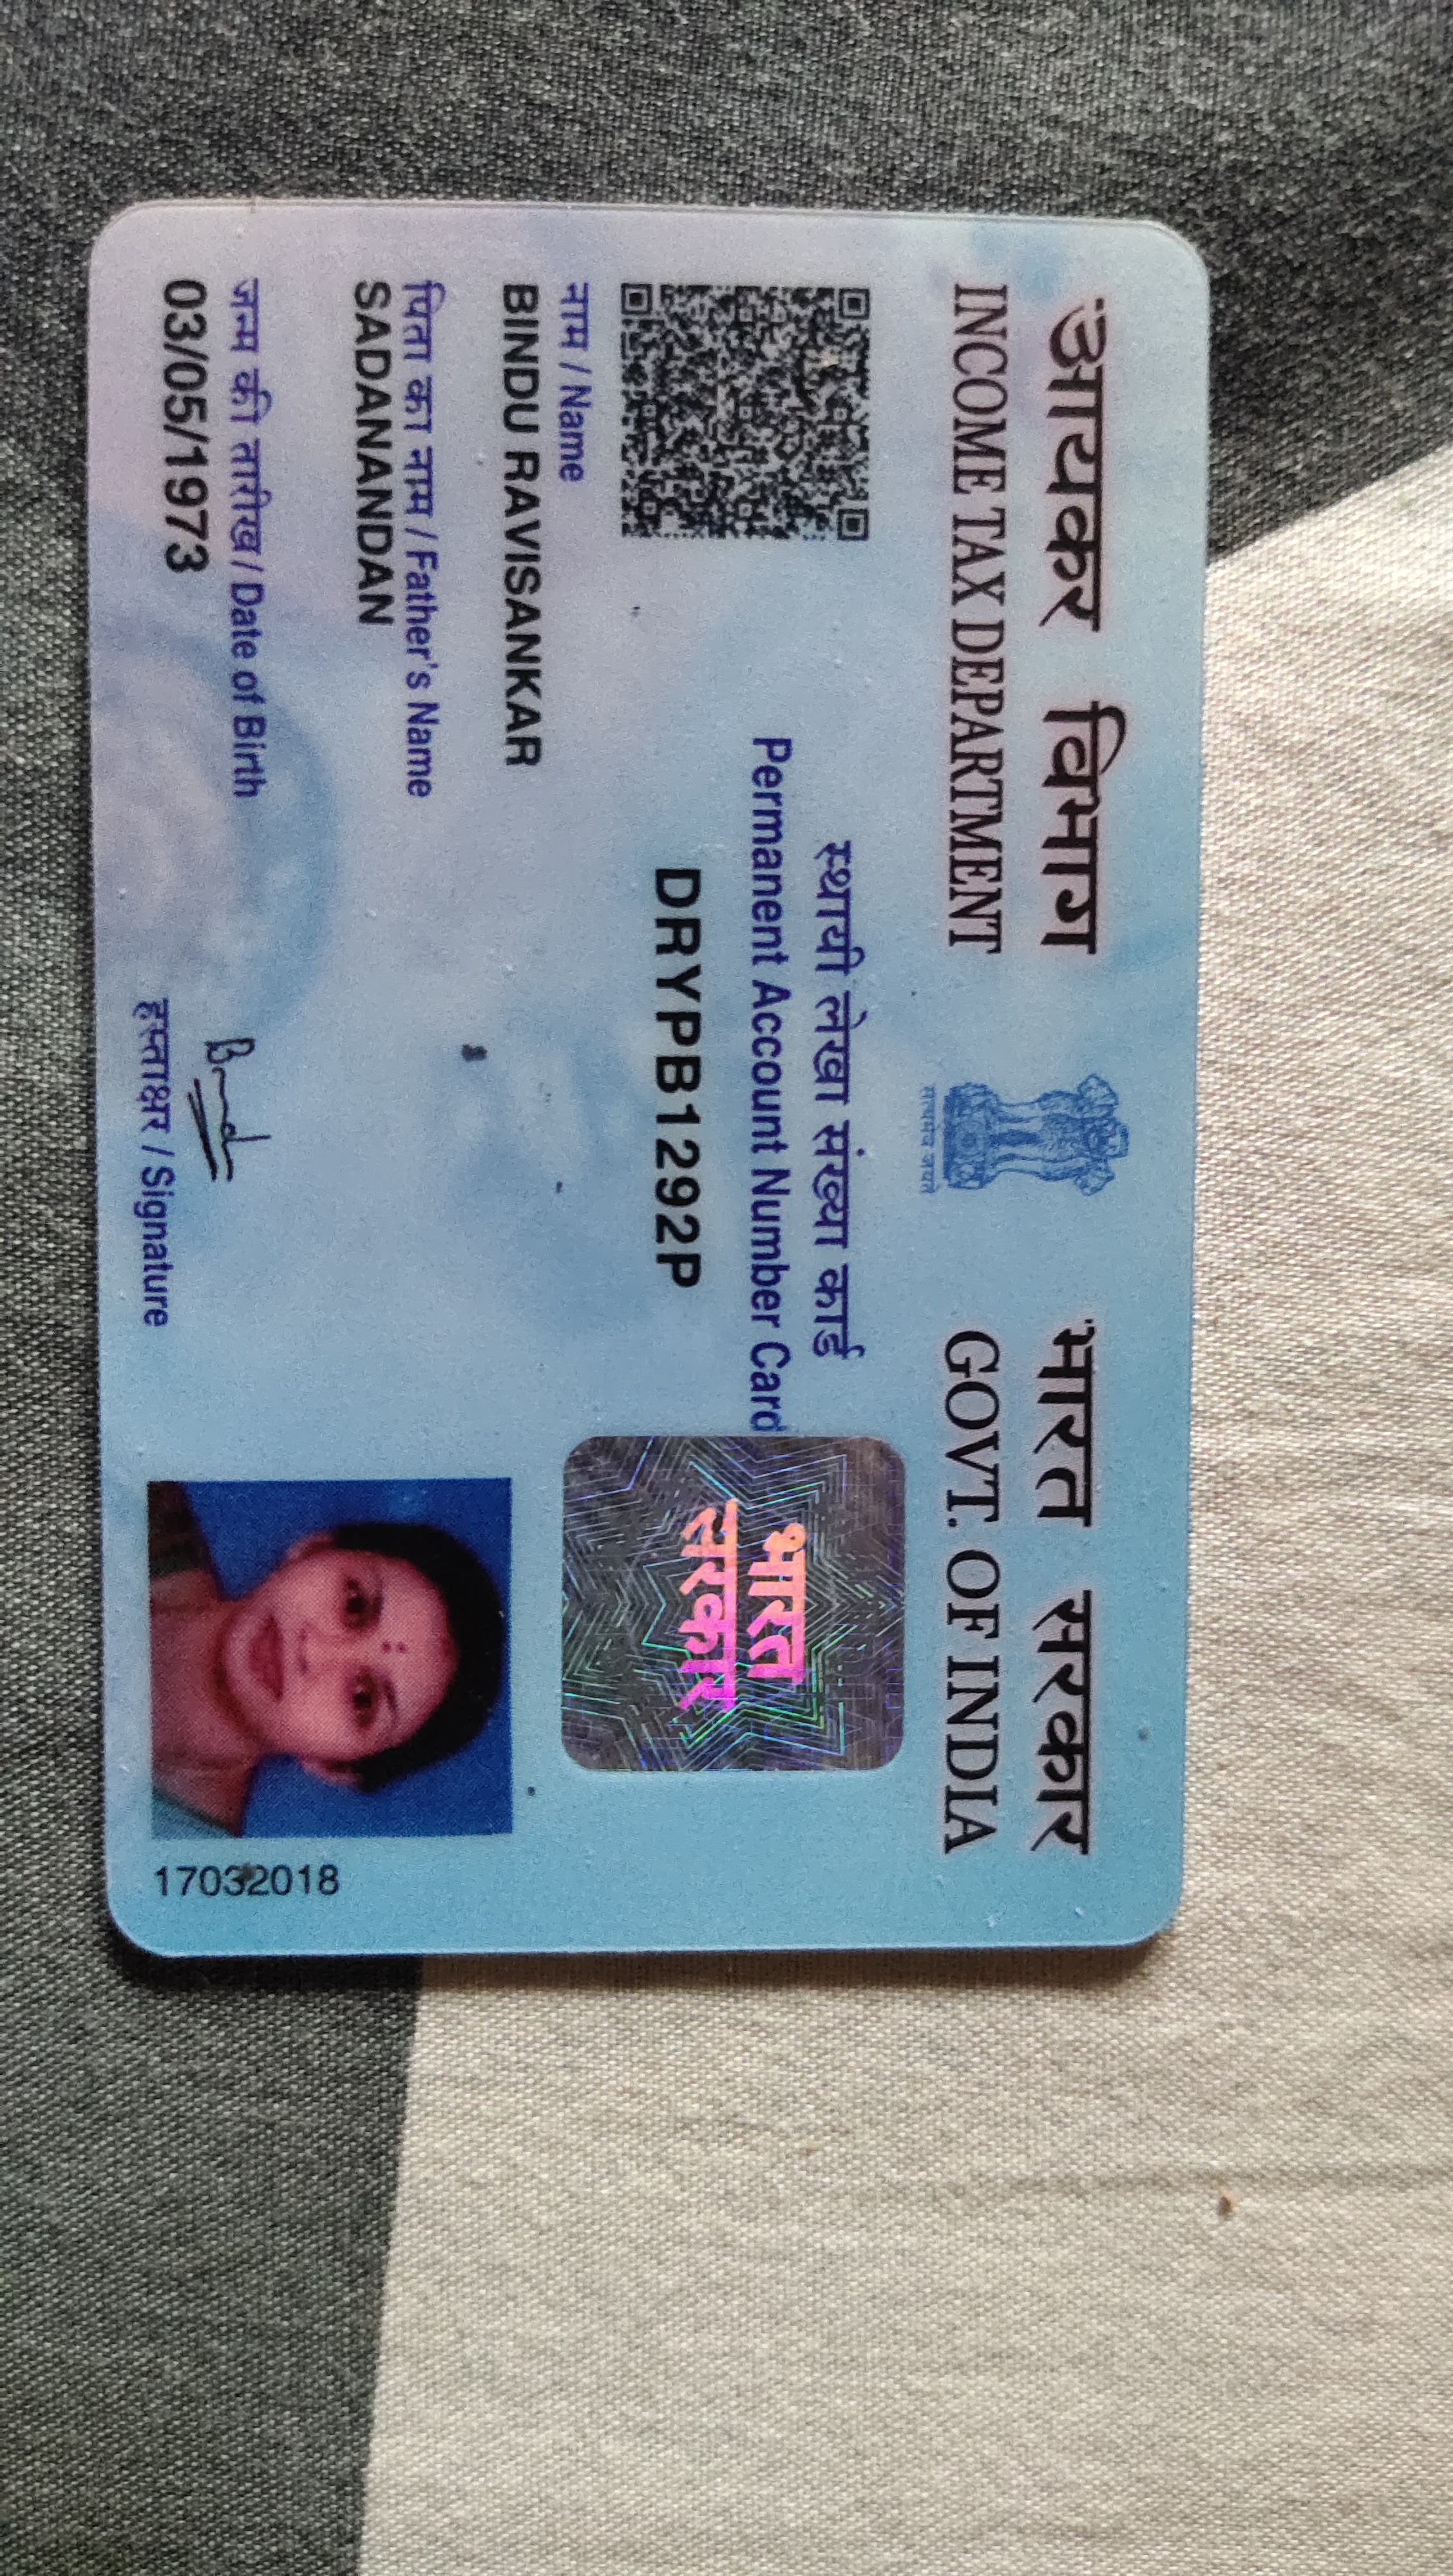 आयकर विभाग
INCOME TAX DEPARTMENT
सत्यमेव जयते
भारत सरकार
GOVT. OF INDIA
स्थायी लेखा संख्या कार्ड
Permanent Account Number Card
DRYPB1292P
भारत
सरकार
नाम / Name
BINDU RAVISANKAR
पिता का नाम / Father's Name
SADANANDAN
जन्म की तारीख / Date of Birth
03/05/1973
Bindu
हस्ताक्षर / Signature
17032018